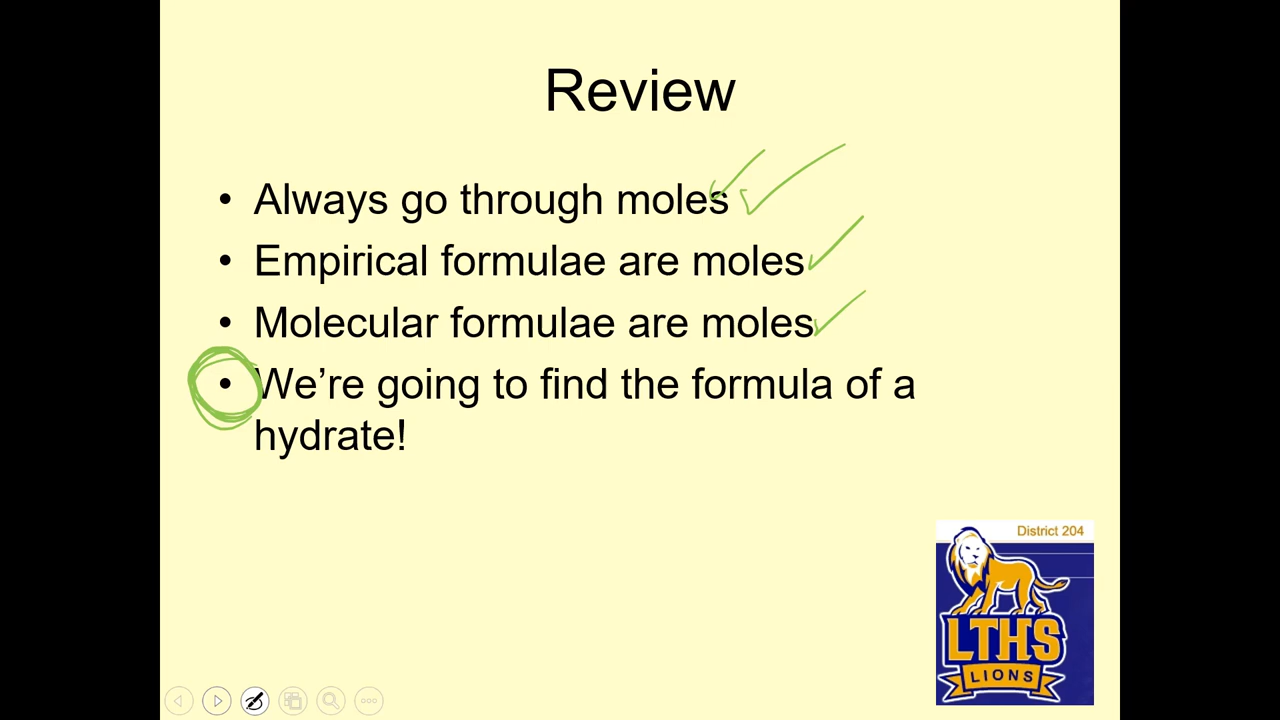 Review
• Always go through moles
• Empirical formulae are moles
• Molecular formulae are moles
• We're going to find the formula of a
hydrate!
District 204
LTHS
LIONS